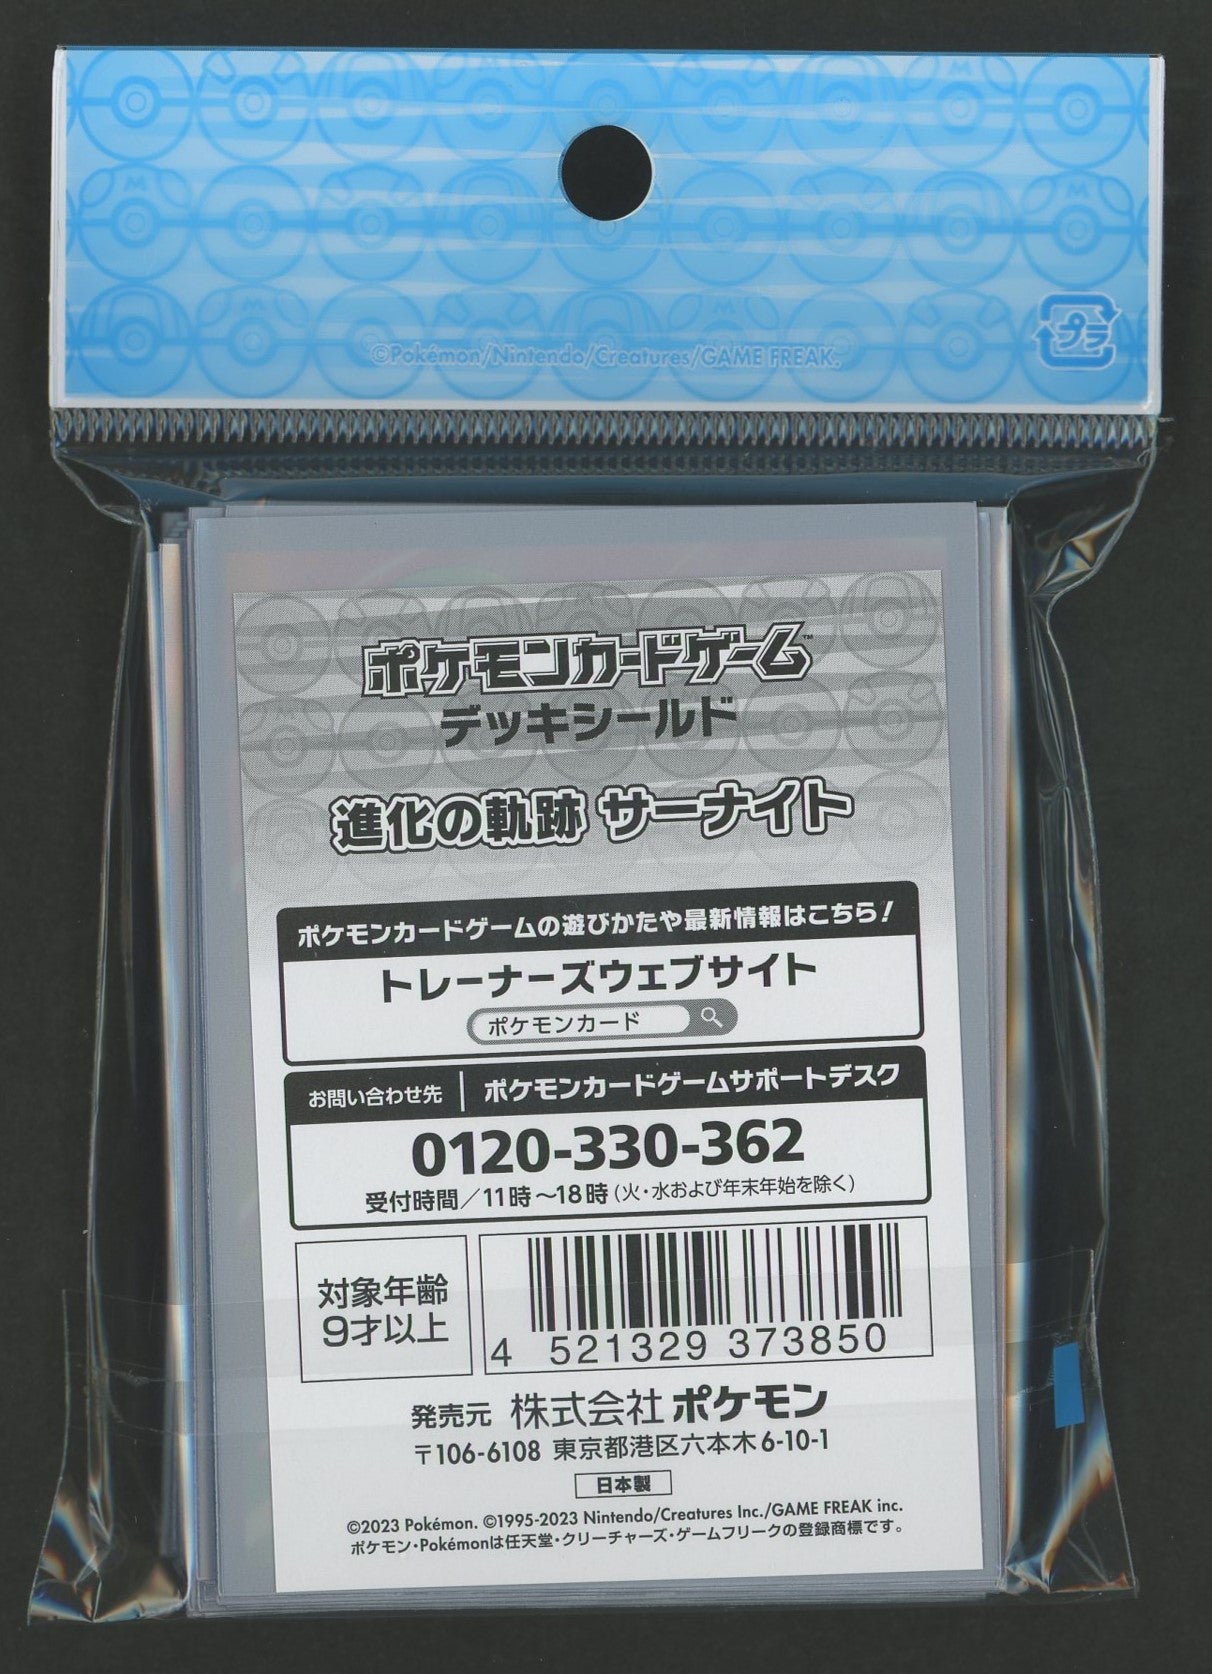 ©Pokémon/Nintendo/Creatures/GAME FREAK.
プラ
ポケモンカードゲーム™
デッキシールド
進化の軌跡 サーナイト
ポケモンカードゲームの遊びかたや最新情報はこちら!
トレーナーズウェブサイト
ポケモンカード
お問い合わせ先 ポケモンカードゲームサポートデスク
0120-330-362
受付時間/11時~18時(火・水および年末年始を除く)
対象年齢
9才以上
4 521329 373850
発売元 株式会社 ポケモン
〒106-6108 東京都港区六本木6-10-1
日本製
©2023 Pokémon. ©1995-2023 Nintendo/Creatures Inc./GAME FREAK inc.
ポケモン・Pokémonは任天堂・クリーチャーズ・ゲームフリークの登録商標です。